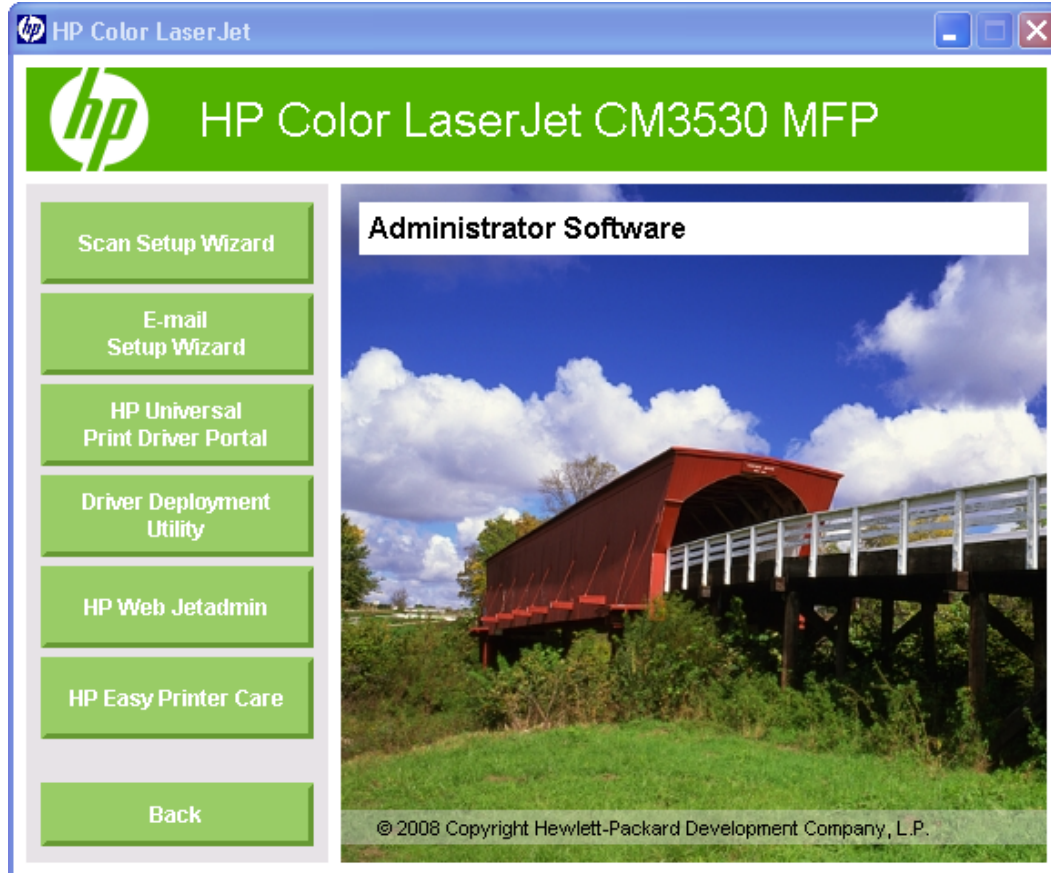 HP Color LaserJet
hp
HP Color LaserJet CM3530 MFP
Scan Setup Wizard
E-mail
Setup Wizard
HP Universal
Print Driver Portal
Driver Deployment
Utility
HP Web Jetadmin
HP Easy Printer Care
Back
Administrator Software
© 2008 Copyright Hewlett-Packard Development Company, L.P.